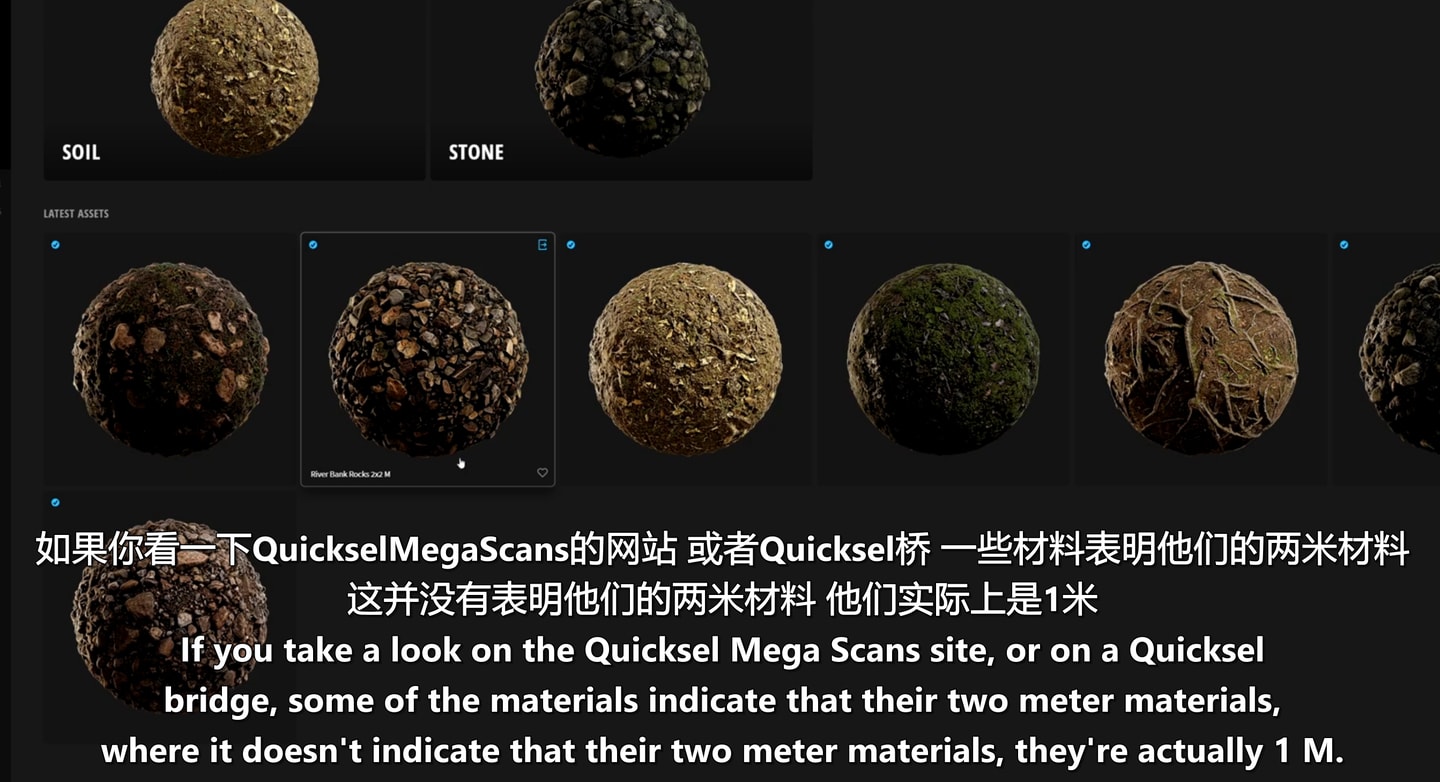 SOIL
STONE
LATEST ASSETS
River Bank Rocks 2x2 M
如果你看一下QuickselMegaScans的网站 或者Quicksel桥 一些材料表明他们的两米材料
这并没有表明他们的两米材料 他们实际上是1米
If you take a look on the Quicksel Mega Scans site, or on a Quicksel
bridge, some of the materials indicate that their two meter materials,
where it doesn't indicate that their two meter materials, they're actually 1 M.